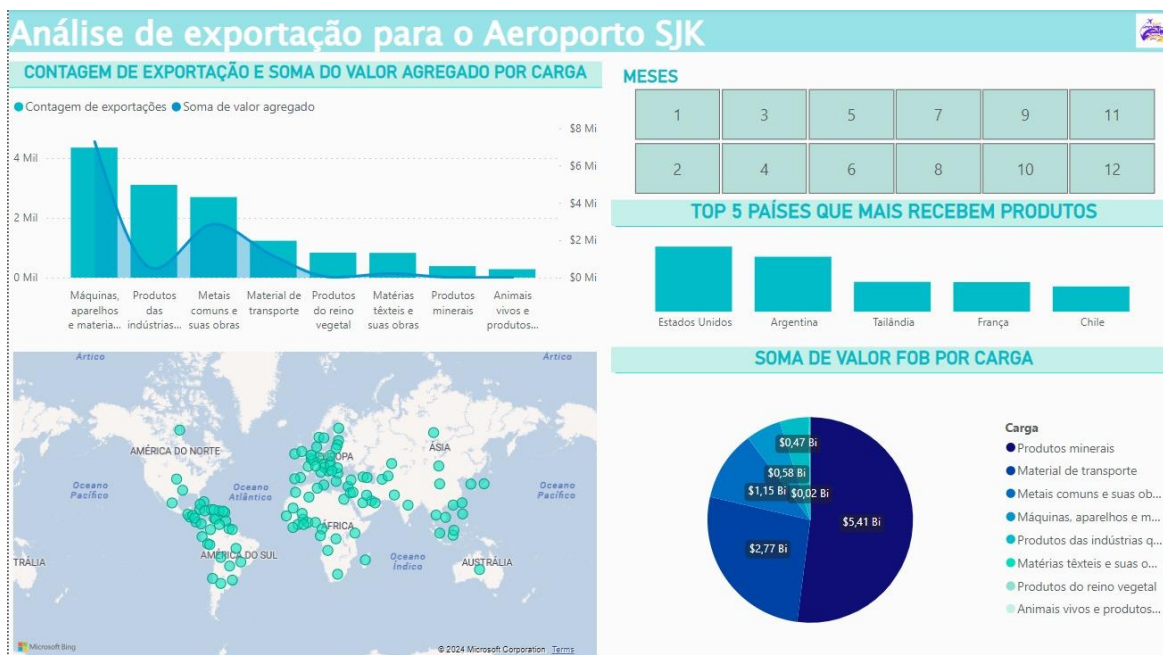 Análise de exportação para o Aeroporto SJK
CONTAGEM DE EXPORTAÇÃO E SOMA DO VALOR AGREGADO POR CARGA
Contagem de exportações
Soma de valor agregado
4 Mil
2 Mil
0 Mil
$8 Mi
$6 Mi
$4 Mi
$2 Mi
$0 Mi
Máquinas,
aparelhos
e materia...
Produtos
das
indústrias...
Metais
comuns e
suas obras
Material de
transporte
Produtos
do reino
vegetal
Matérias
têxteis e
suas obras
Produtos
minerais
Animais
vivos e
produtos...
MESES
1 3 5 7 9 11
2 4 6 8 10 12
TOP 5 PAÍSES QUE MAIS RECEBEM PRODUTOS
Estados Unidos
Argentina
Tailândia
França
Chile
Ártico
Ártico
AMÉRICA DO NORTE
EUROPA
ÁSIA
Oceano
Pacífico
Oceano
Atlântico
Oceano
Pacífico
ÁFRICA
AMÉRICA DO SUL
Oceano
Índico
TRÁLIA
AUSTRÁLIA
Microsoft Bing
© 2024 Microsoft Corporation Terms
SOMA DE VALOR FOB POR CARGA
$0,47 Bi
$0,58 Bi
$1,15 Bi
$0,02 Bi
$2,77 Bi
$5,41 Bi
Carga
Produtos minerais
Material de transporte
Metais comuns e suas ob...
Máquinas, aparelhos e m...
Produtos das indústrias q...
Matérias têxteis e suas o...
Produtos do reino vegetal
Animais vivos e produtos...